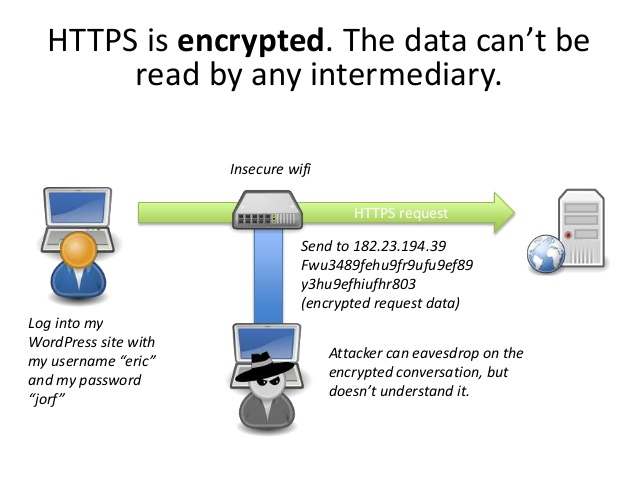 HTTPS is encrypted. The data can’t be
read by any intermediary.
Insecure wifi
HTTPS request
Send to 182.23.194.39
Fwu3489fehu9fr9ufu9ef89
y3hu9efhiufhr803
(encrypted request data)
Log into my
WordPress site with
my username “eric”
and my password
“jorf”
Attacker can eavesdrop on the
encrypted conversation, but
doesn’t understand it.